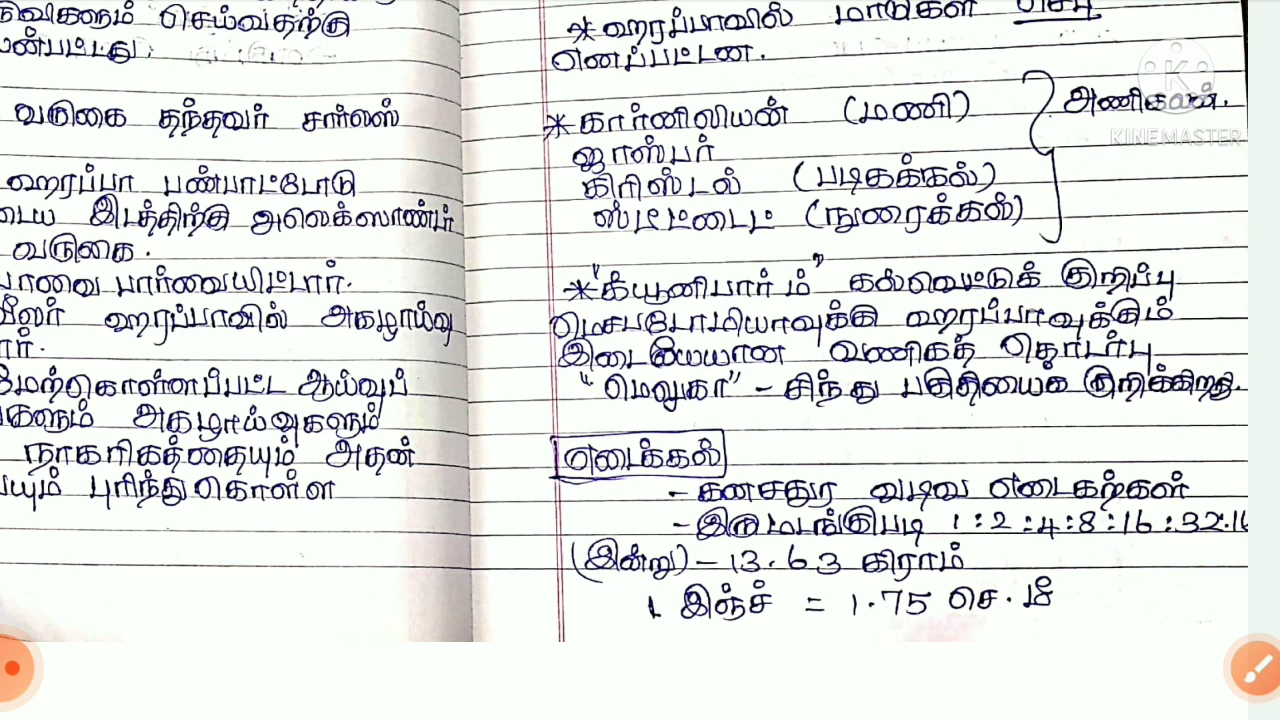 செய்வதற்கு
வருகை தந்தவர் சார்லஸ்
ஹரப்பா பண்பாட்டோடு
இடத்திற்கு அலெக்ஸாண்டர்
வருகை.
பார்வையிட்டார்.
ஹரப்பாவில் அகழாய்வு
மேற்கொள்ளப்பட்ட ஆய்வுப்
அகழாய்வுகளும்
நாகரிகத்தையும் அதன்
புரிந்து கொள்ள
* ஹரப்பாவில் மாடுகள்
எனப்பட்டன.
* கார்னிலியன் (மணி)
ஜாஸ்பர்
கிரிஸ்டல் (படிகக்கல்)
ஸ்டீட்டைட் (நுரைக்கல்)
அணிகலன்.
KINEMASTER
* "க்யூனிபார்ம்" கல்வெட்டுக் குறிப்பு
மெசபடோமியாவுக்கு ஹரப்பாவுக்கும்
இடையேயான வணிகத் தொடர்பு
"மெலுகா" - சிந்து பகுதியைக் குறிக்கிறது.
எடைக்கல்
- கனசதுர வடிவ எடைகற்கள்
- இருமடங்குபடி 1:2:4:8:16:32
(இன்று) - 13.63 கிராம்
1 இஞ்ச் = 1.75 செ.மீ